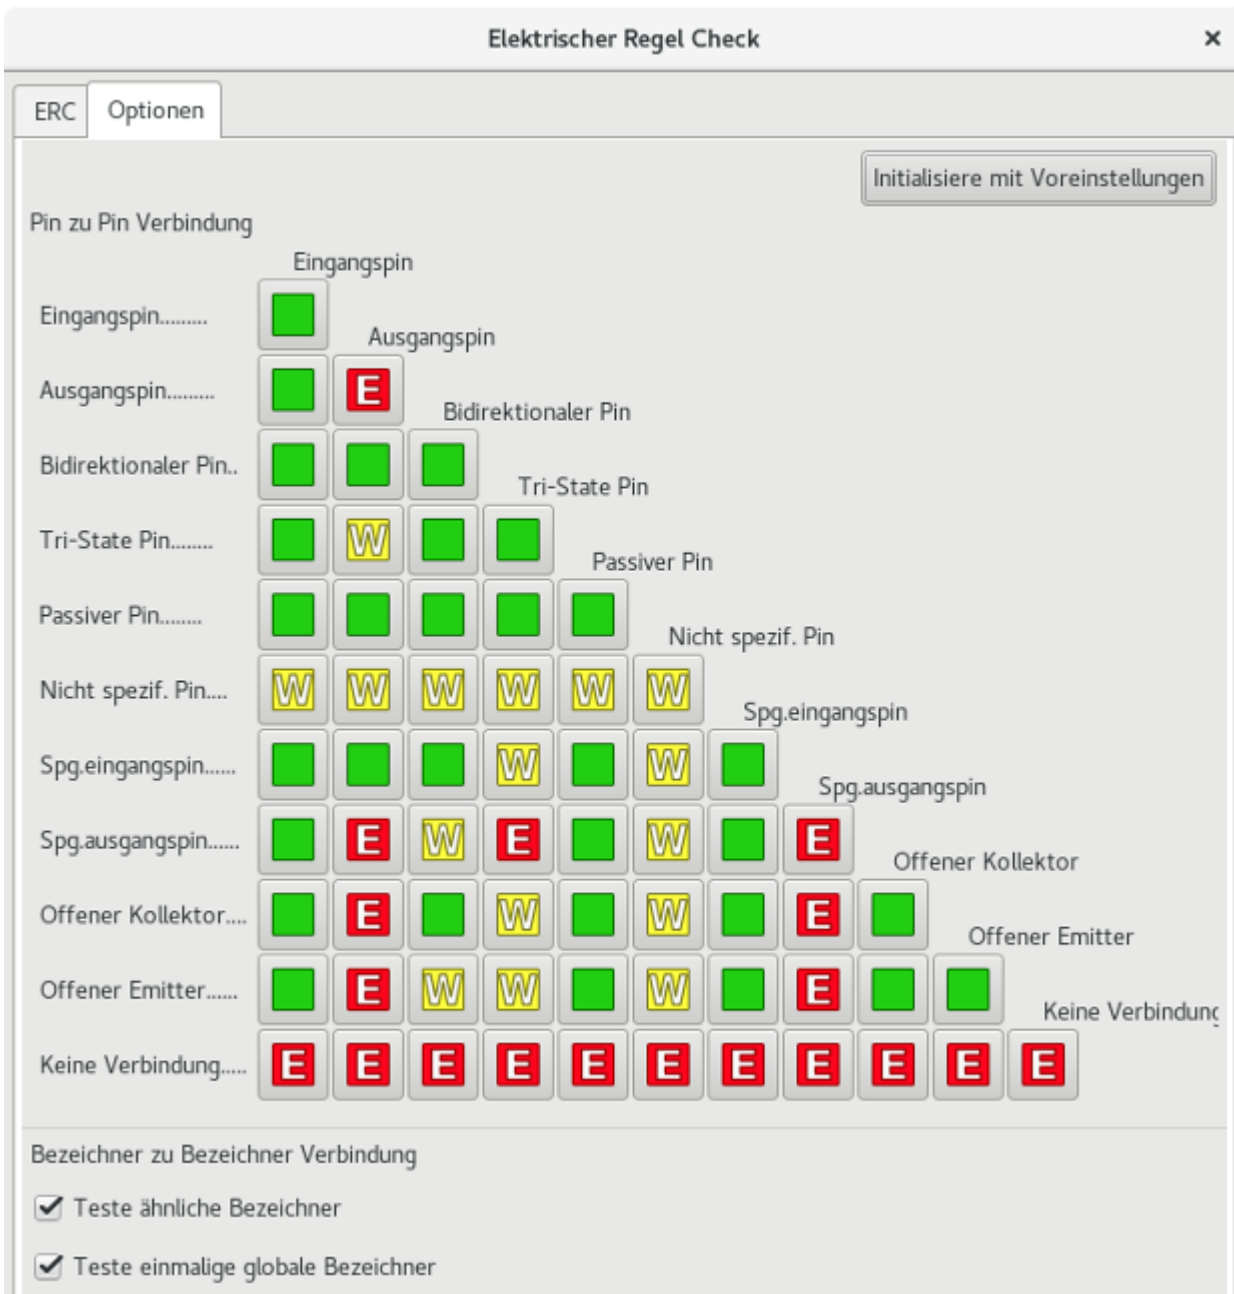 Elektrischer Regel Check ×
ERC Optionen
Initialisiere mit Voreinstellungen
Pin zu Pin Verbindung
Eingangspin
Eingangspin.........
Ausgangspin
Ausgangspin......... E
Bidirektionaler Pin
Bidirektionaler Pin..
Tri-State Pin
Tri-State Pin........ W
Passiver Pin
Passiver Pin........
Nicht spezif. Pin
Nicht spezif. Pin.... W W W W W W
Spg.eingangspin
Spg.eingangspin...... W W
Spg.ausgangspin
Spg.ausgangspin...... E W E W E
Offener Kollektor
Offener Kollektor.... E W W E
Offener Emitter
Offener Emitter...... E W W W E
Keine Verbindung
Keine Verbindung..... E E E E E E E E E E E
Bezeichner zu Bezeichner Verbindung
Teste ähnliche Bezeichner
Teste einmalige globale Bezeichner